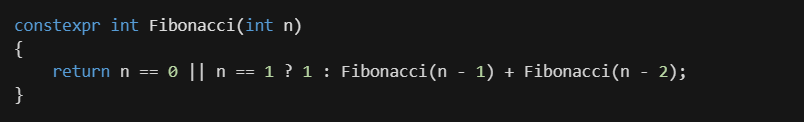 constexpr int Fibonacci(int n)
{
    return n == 0 || n == 1 ? 1 : Fibonacci(n - 1) + Fibonacci(n - 2);
}